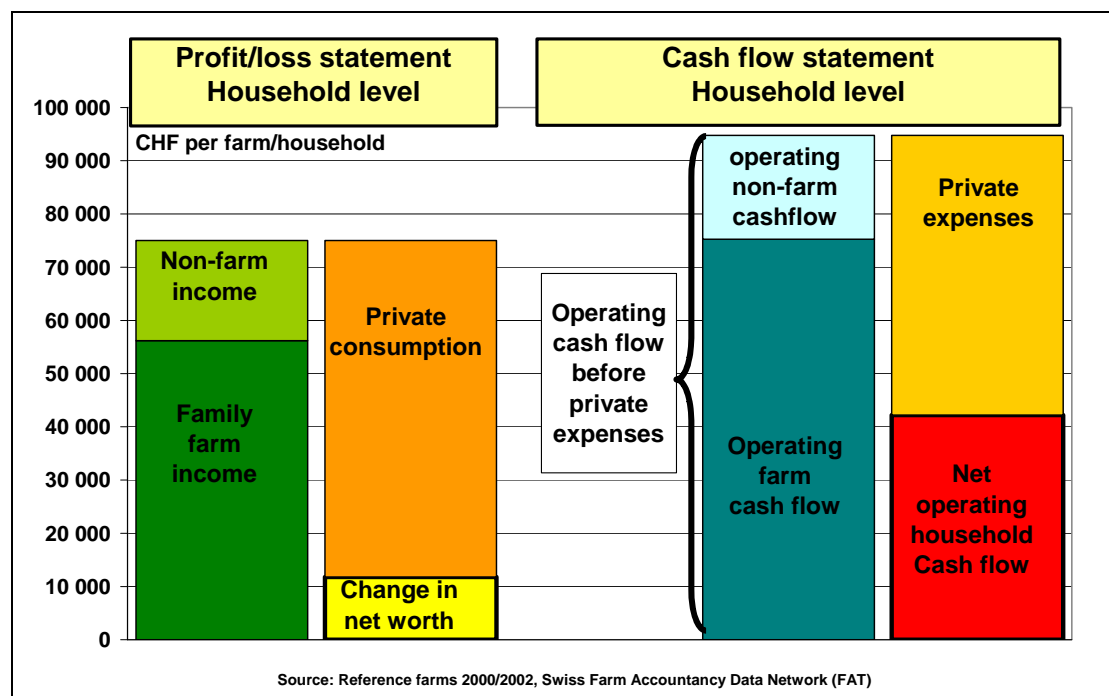 Profit/loss statement
Household level
Cash flow statement
Household level
100 000
90 000
80 000
70 000
60 000
50 000
40 000
30 000
20 000
10 000
0
CHF per farm/household
Non-farm
income
Family
farm
income
Private
consumption
Change in
net worth
Operating
cash flow
before
private
expenses
operating
non-farm
cashflow
Operating
farm
cash flow
Private
expenses
Net
operating
household
Cash flow
Source: Reference farms 2000/2002, Swiss Farm Accountancy Data Network (FAT)